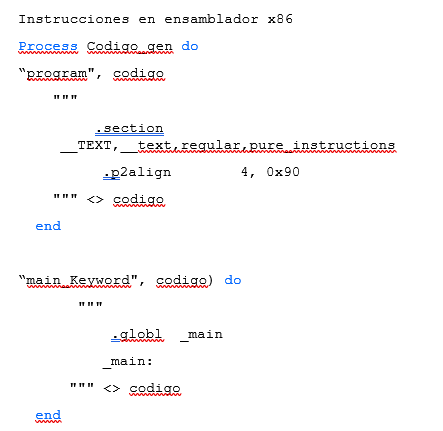 Instrucciones en ensamblador x86
Process Codigo_gen do
“program", codigo
"""
.section
__TEXT,__text,regular,pure_instructions
.p2align 4, 0x90
""" <> codigo
end
“main_Keyword", codigo) do
"""
.globl _main
_main:
""" <> codigo
end